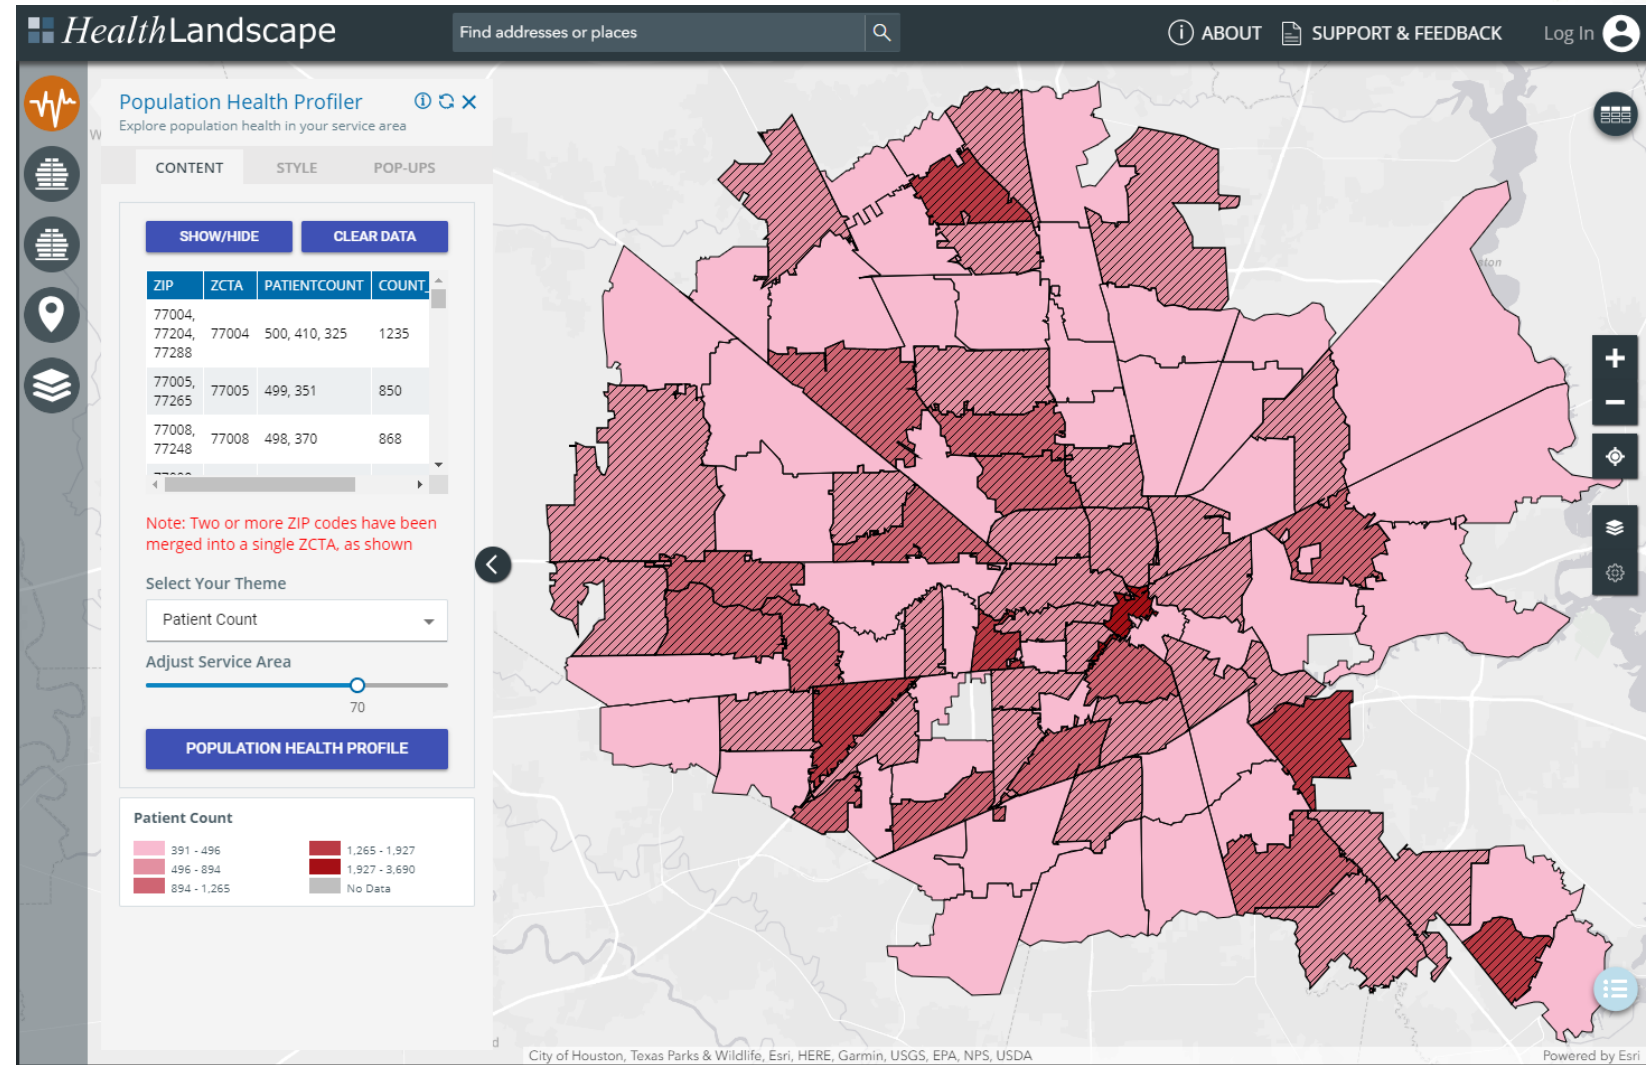 HealthLandscape
Find addresses or places
ABOUT
SUPPORT & FEEDBACK
Log In
Population Health Profiler
Explore population health in your service area
CONTENT STYLE POP-UPS
SHOW/HIDE CLEAR DATA
ZIP ZCTA PATIENTCOUNT COUNT_
77004,
77204, 77004 500, 410, 325 1235
77288
77005,
77265 77005 499, 351 850
77008,
77248 77008 498, 370 868
Note: Two or more ZIP codes have been
merged into a single ZCTA, as shown
Select Your Theme
Patient Count
Adjust Service Area
70
POPULATION HEALTH PROFILE
Patient Count
391 - 496 1,265 - 1,927
496 - 894 1,927 - 3,690
894 - 1,265 No Data
City of Houston, Texas Parks & Wildlife, Esri, HERE, Garmin, USGS, EPA, NPS, USDA
Powered by Esri